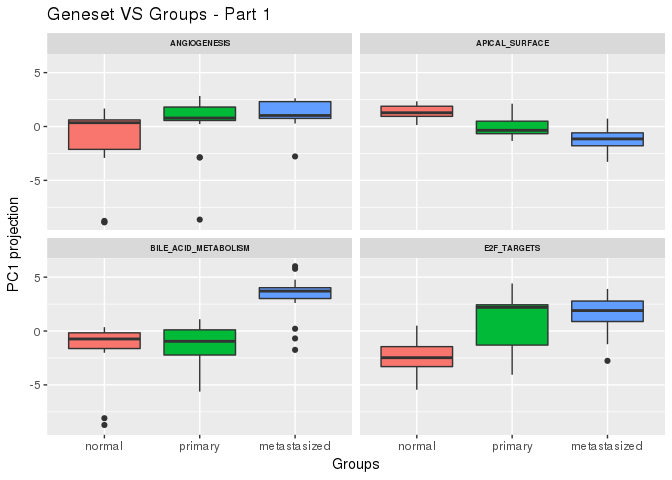 Geneset VS Groups - Part 1
ANGIOGENESIS
APICAL_SURFACE
5
0
-5
BILE_ACID_METABOLISM
E2F_TARGETS
5
0
-5
PC1 projection
normal primary metastasized
normal primary metastasized
Groups